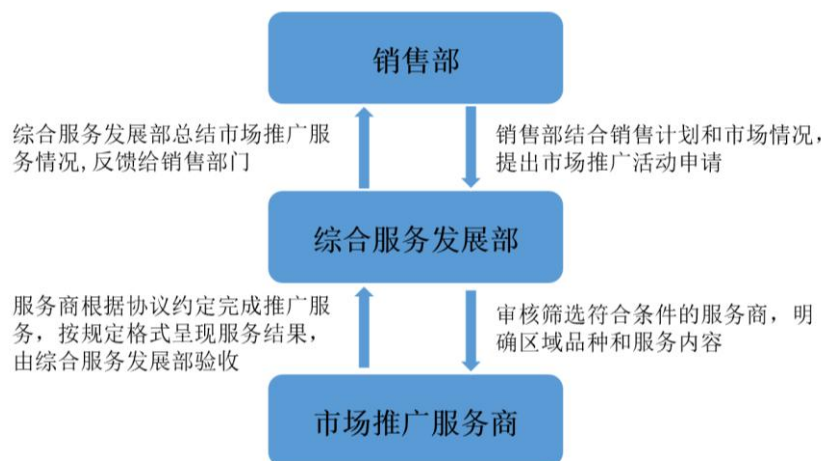 销售部
综合服务发展部总结市场推广服
务情况,反馈给销售部门
销售部结合销售计划和市场情况，
提出市场推广活动申请
综合服务发展部
服务商根据协议约定完成推广服
务，按规定格式呈现服务结果，
由综合服务发展部验收
审核筛选符合条件的服务商，明
确区域品种和服务内容
市场推广服务商